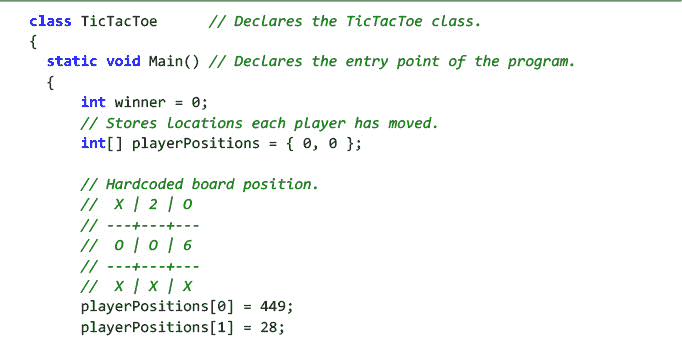 class TicTacToe      // Declares the TicTacToe class.
{
  static void Main() // Declares the entry point of the program.
  {
      int winner = 0;
      // Stores locations each player has moved.
      int[] playerPositions = { 0, 0 };

      // Hardcoded board position.
      //  X | 2 | O
      // ---+---+---
      //  O | O | 6
      // ---+---+---
      //  X | X | X
      playerPositions[0] = 449;
      playerPositions[1] = 28;